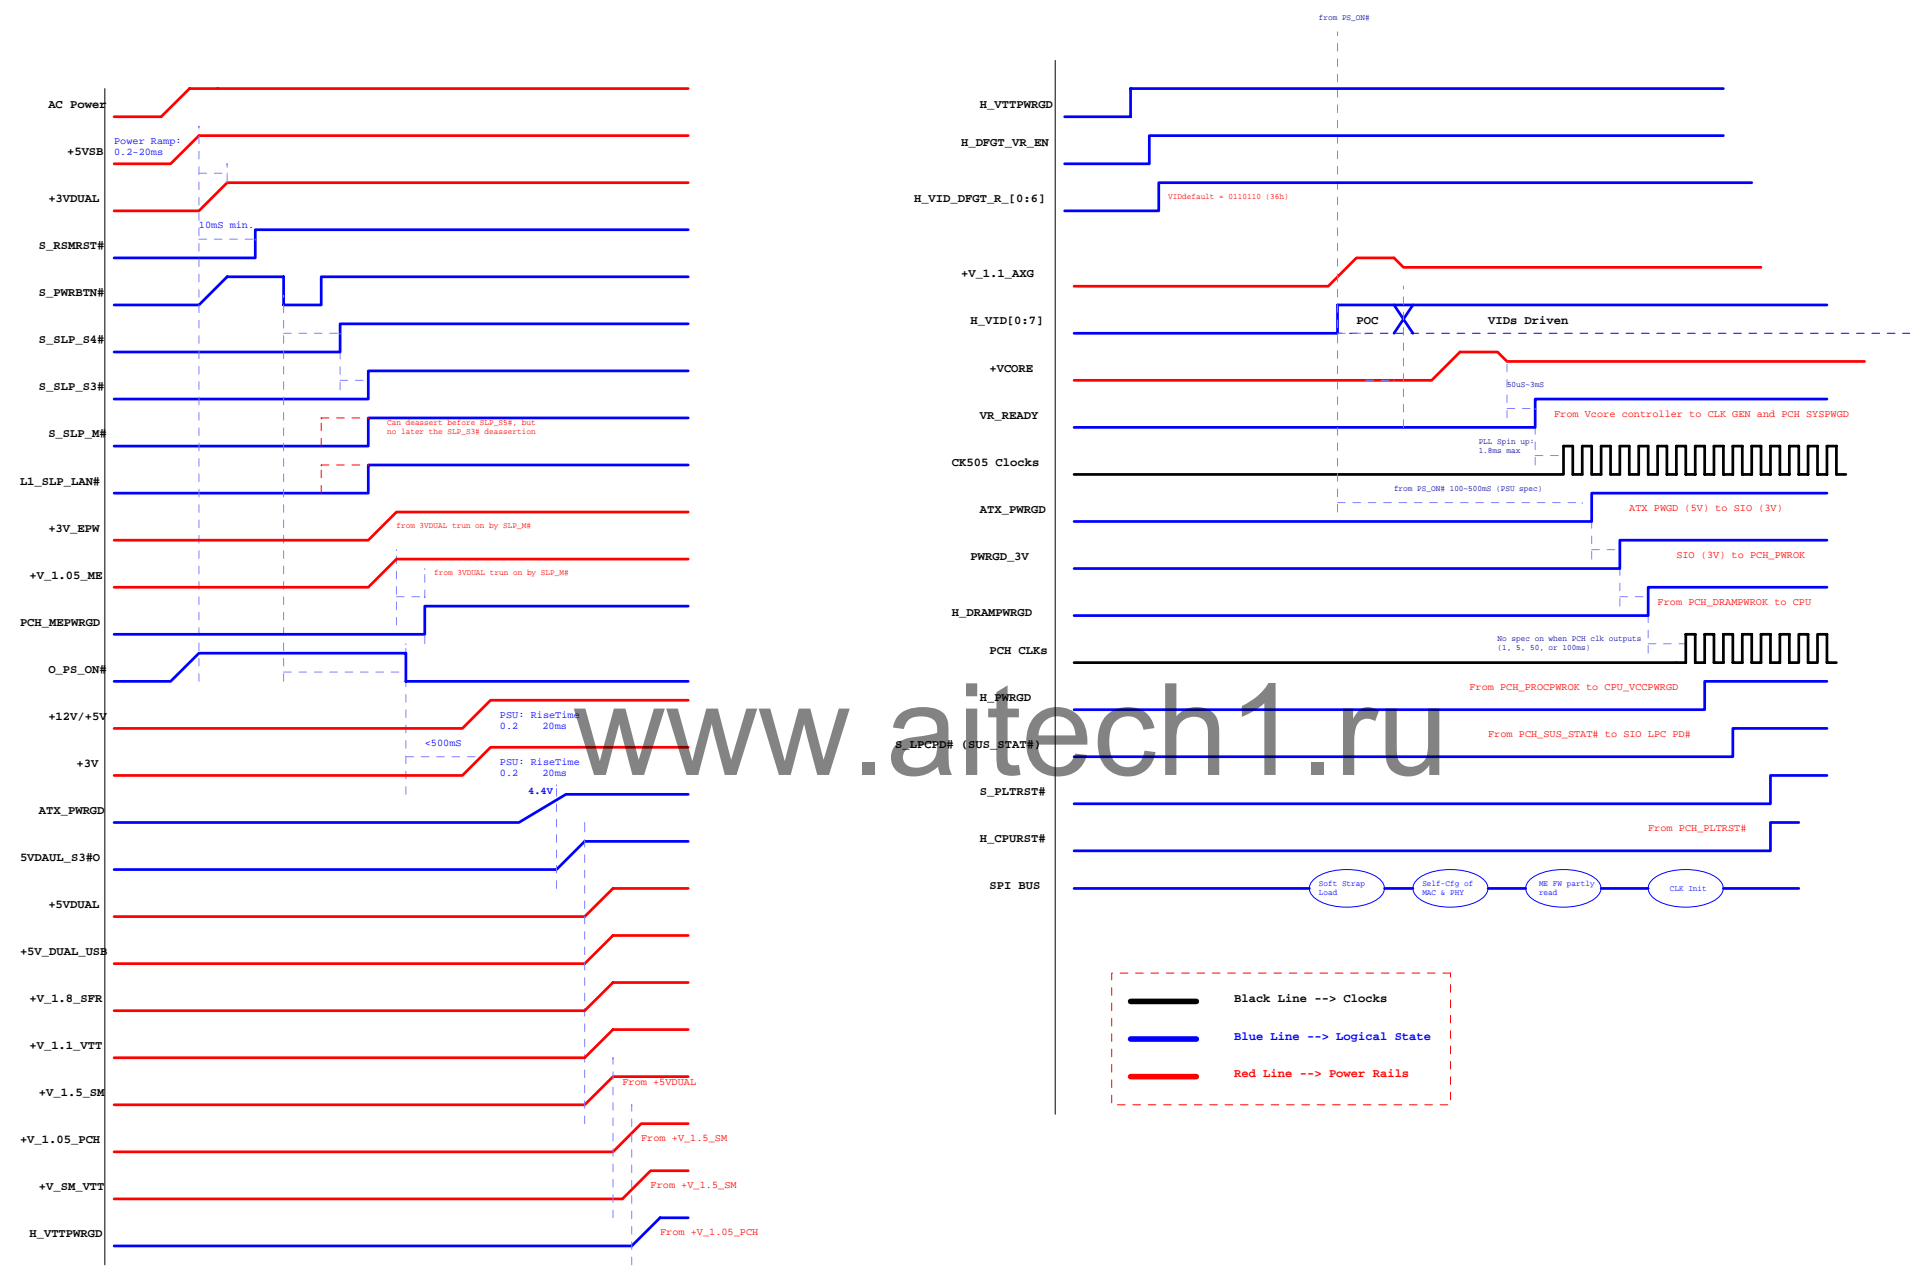 AC Power
+5VSB
Power Ramp:
0.2-20ms
+3VDUAL
10mS min.
S_RSMRST#
S_PWRBTN#
S_SLP_S4#
S_SLP_S3#
S_SLP_M#
Can deassert before SLP_S5#, but
no later the SLP_S3# deassertion
L1_SLP_LAN#
+3V_EPW
from 3VDUAL trun on by SLP_M#
+V_1.05_ME
from 3VDUAL trun on by SLP_M#
PCH_MEPWRGD
O_PS_ON#
+12V/+5V
PSU: RiseTime
0.2 20ms
<500mS
+3V
PSU: RiseTime
0.2 20ms
4.4V
ATX_PWRGD
5VDAUL_S3#O
+5VDUAL
+5V_DUAL_USB
+V_1.8_SFR
+V_1.1_VTT
+V_1.5_SM
From +5VDUAL
+V_1.05_PCH
From +V_1.5_SM
+V_SM_VTT
From +V_1.5_SM
H_VTTPWRGD
From +V_1.05_PCH
from PS_ON#
H_VTTPWRGD
H_DFGT_VR_EN
H_VID_DFGT_R_[0:6]
VIDdefault = 0110110 (36h)
+V_1.1_AXG
H_VID[0:7]
POC
VIDs Driven
+VCORE
50uS~3mS
VR_READY
From Vcore controller to CLK GEN and PCH SYSPWGD
PLL Spin up:
1.8ms max
CK505 Clocks
from PS_ON# 100~500mS (PSU spec)
ATX_PWRGD
ATX PWGD (5V) to SIO (3V)
PWRGD_3V
SIO (3V) to PCH_PWROK
H_DRAMPWRGD
From PCH_DRAMPWROK to CPU
PCH CLKs
No spec on when PCH clk outputs
(1, 5, 50, or 100ms)
H_PWRGD
From PCH_PROCPWROK to CPU_VCCPWRGD
S_LPCPD# (SUS_STAT#)
From PCH_SUS_STAT# to SIO LPC PD#
S_PLTRST#
H_CPURST#
From PCH_PLTRST#
SPI BUS
Soft Strap
Load
Self-Cfg of
MAC & PHY
ME FW partly
read
CLK Init
Black Line --> Clocks
Blue Line --> Logical State
Red Line --> Power Rails
www.aitech1.ru